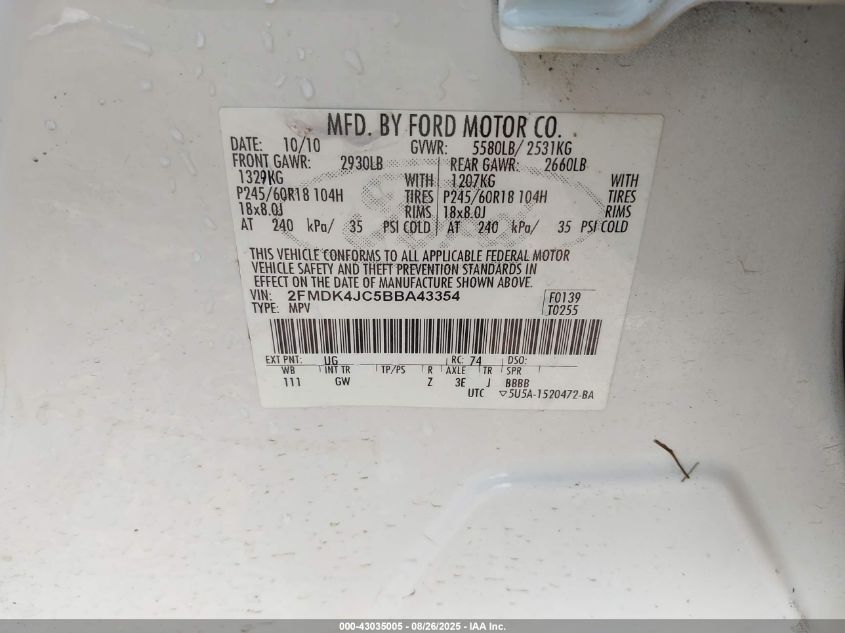 MFD. BY FORD MOTOR CO.
DATE: 10/10 GVWR: 5580LB/ 2531KG
FRONT GAWR: 2930LB REAR GAWR: 2660LB
1329KG WITH 1207KG WITH
P245/60R18 104H TIRES P245/60R18 104H TIRES
18x8.0J RIMS 18x8.0J RIMS
AT 240 kPa/ 35 PSI COLD AT 240 kPa/ 35 PSI COLD
THIS VEHICLE CONFORMS TO ALL APPLICABLE FEDERAL MOTOR
VEHICLE SAFETY AND THEFT PREVENTION STANDARDS IN
EFFECT ON THE DATE OF MANUFACTURE SHOWN ABOVE.
VIN: 2FMDK4JC5BBA43354 F0139
TYPE: MPV T0255
EXT PNT: UG RC: 74 DSO:
WB INT TR TP/PS R AXLE TR SPR
111 GW Z 3E J BBBB
UTC ▽5U5A-1520472-BA
000-43035005 - 08/26/2025 - IAA Inc.